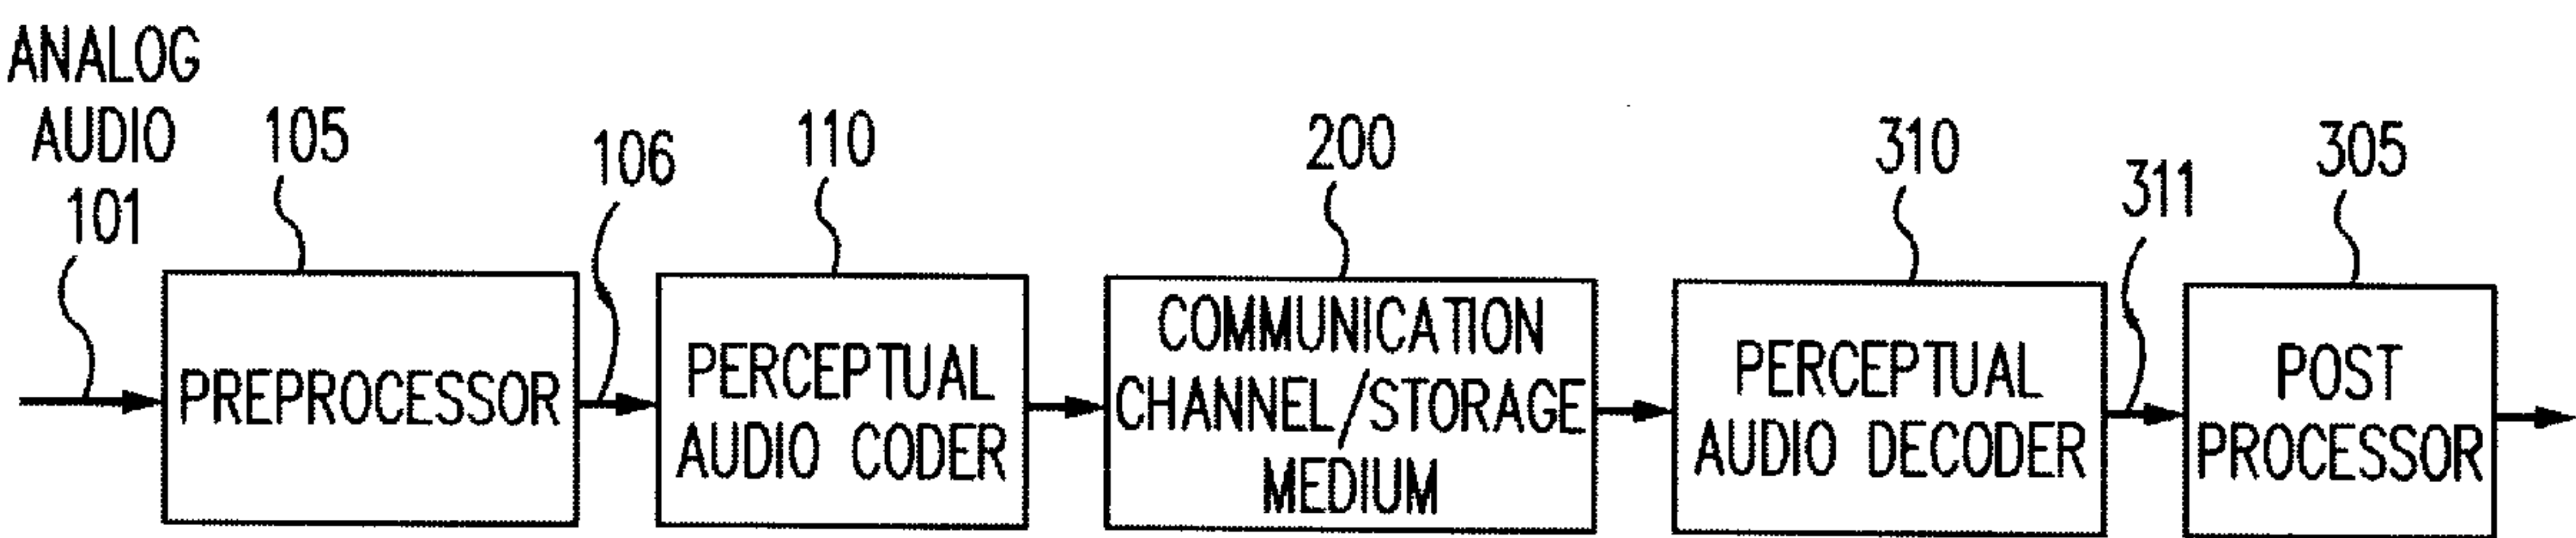 ANALOG
AUDIO
101
105
106
110
200
310
311
305
PREPROCESSOR
PERCEPTUAL
AUDIO CODER
COMMUNICATION
CHANNEL/STORAGE
MEDIUM
PERCEPTUAL
AUDIO DECODER
POST
PROCESSOR